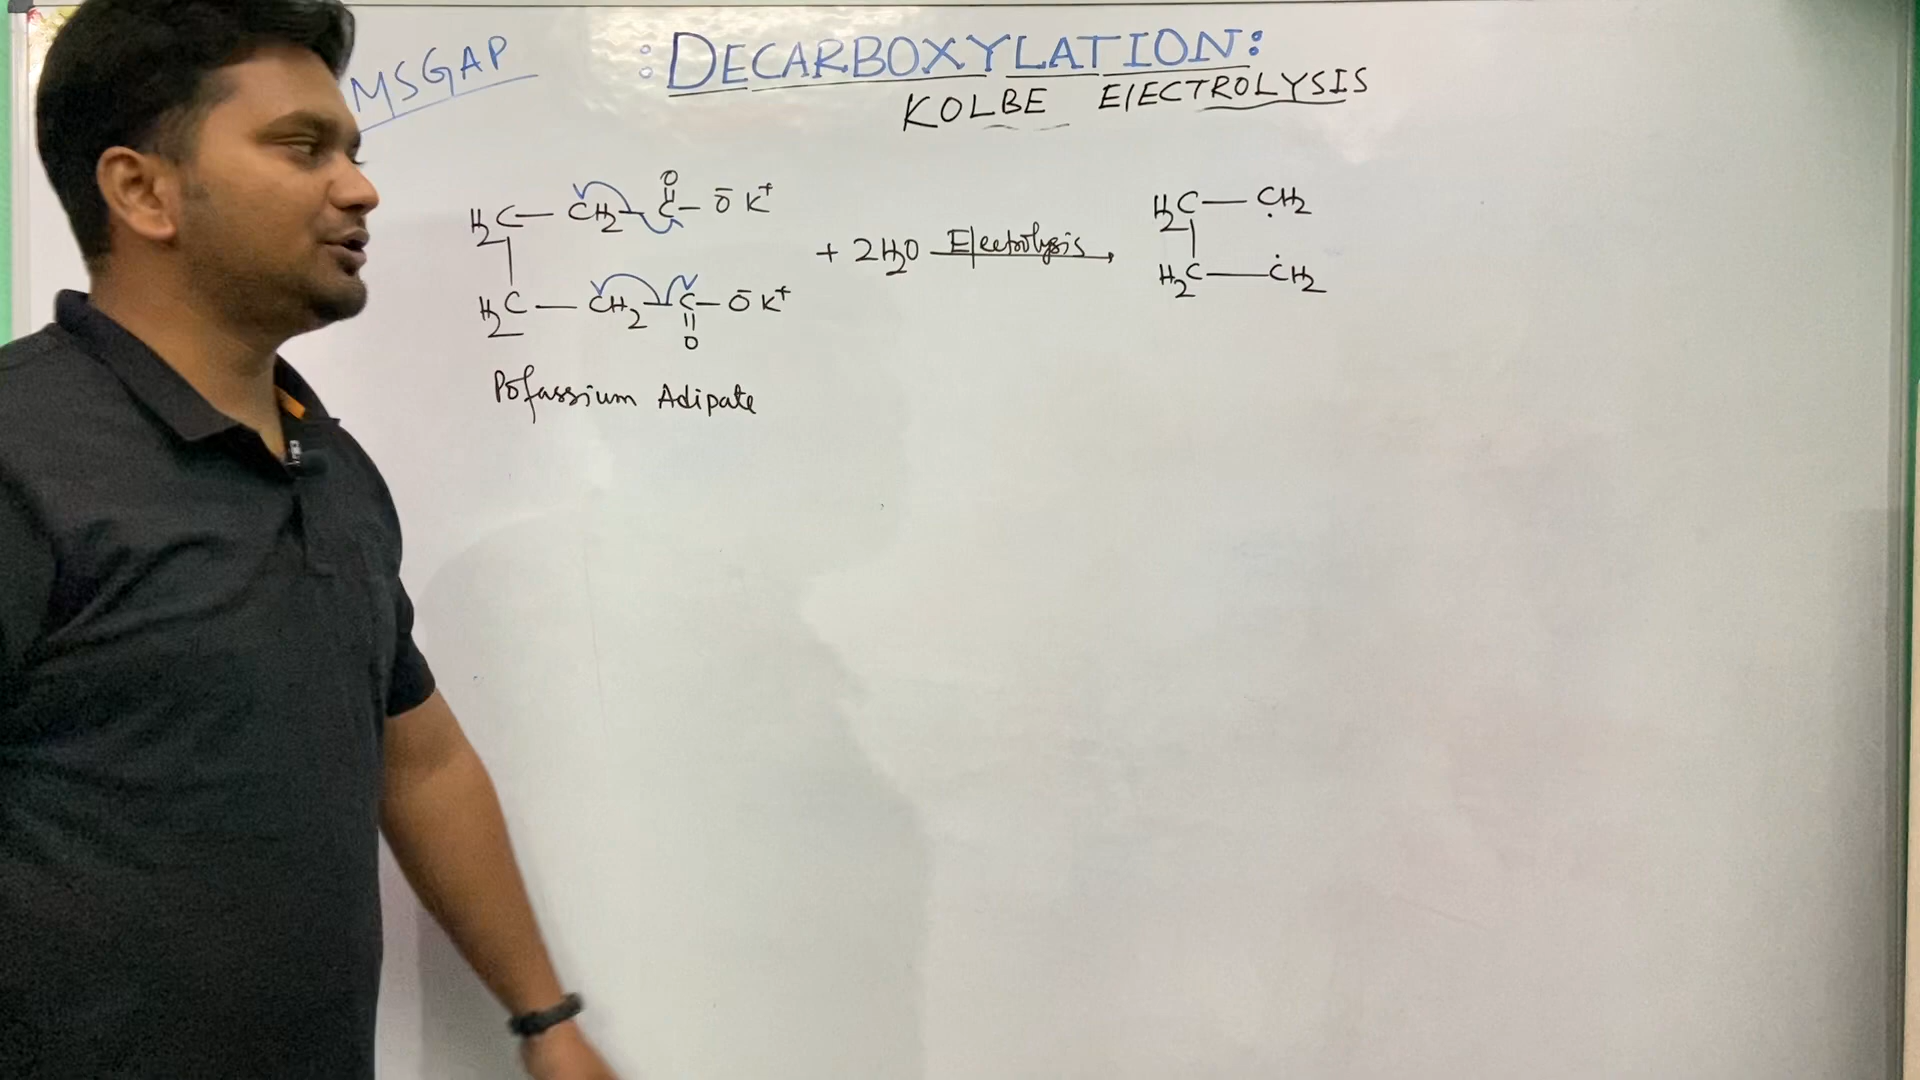 MSGAP
:DECARBOXYLATION:
KOLBE ElECTROLYSIS
O
H2C — CH2 — C — Ō K+
H2C — CH2 — C — Ō K+
O
+ 2H2O Electrolysis
H2C — CH2
H2C — CH2
Potassium Adipate